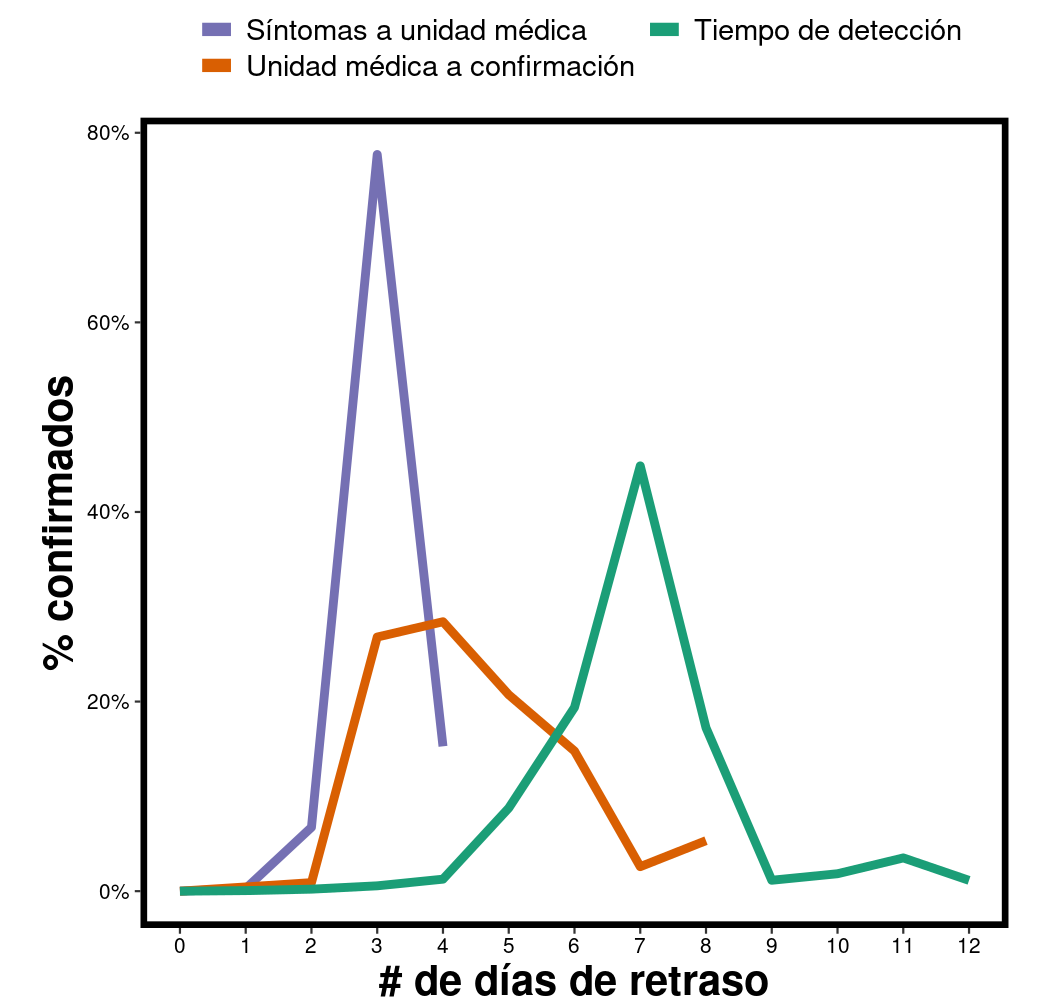 Síntomas a unidad médica
Tiempo de detección
Unidad médica a confirmación
80%
60%
40%
20%
0%
% confirmados
0 1 2 3 4 5 6 7 8 9 10 11 12
# de días de retraso